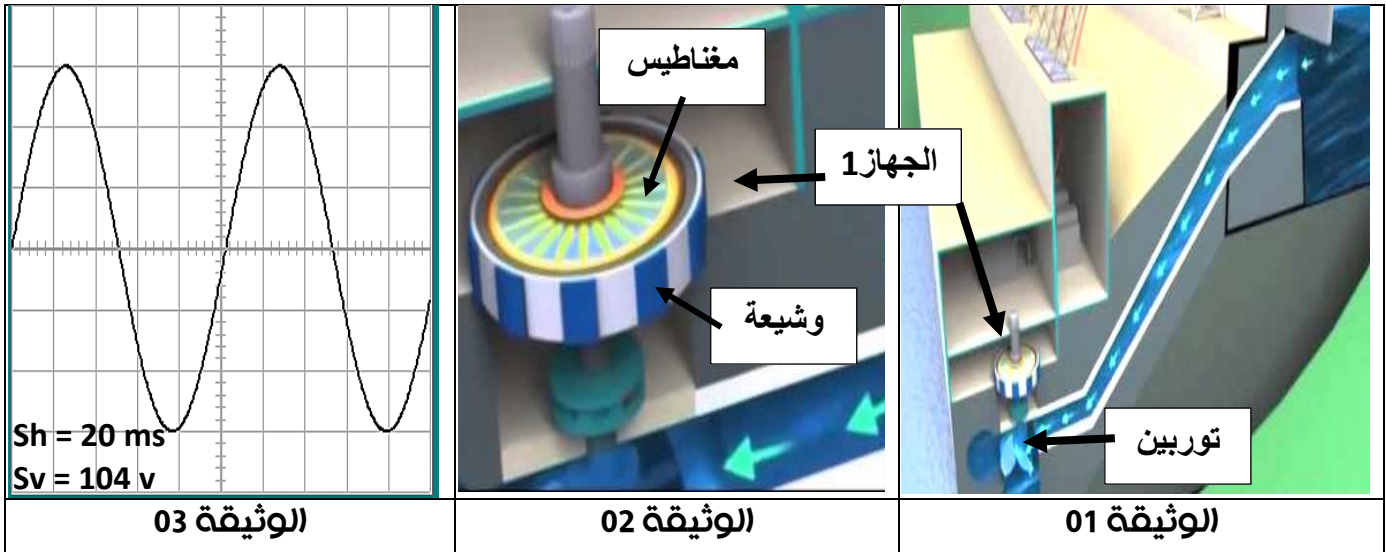 مغناطيس
الجهاز1
وشيعة
توربين
Sh = 20 ms
Sv = 104 v
الوثيقة 01
الوثيقة 02
الوثيقة 03